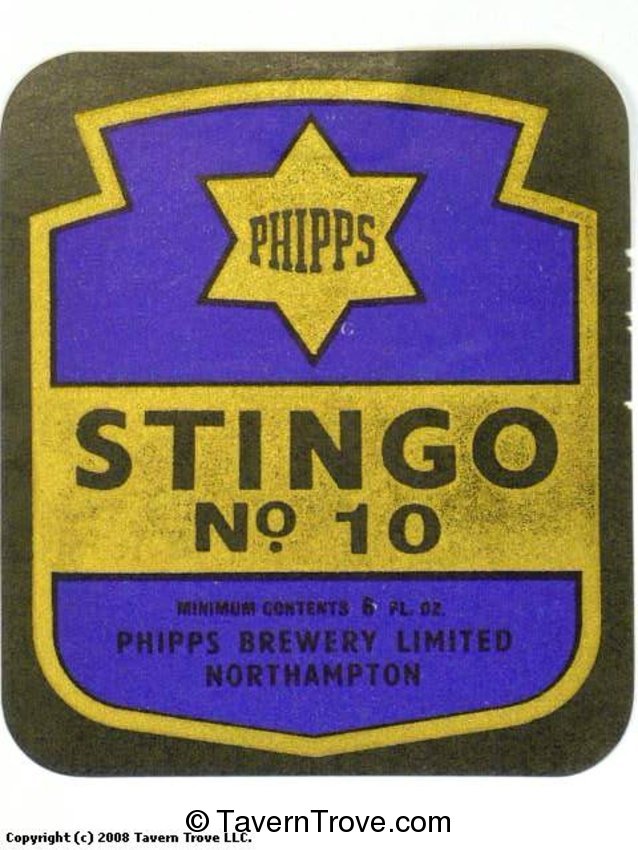 PHIPPS
STINGO
Nº 10
MINIMUM CONTENTS 6 FL. OZ.
PHIPPS BREWERY LIMITED
NORTHAMPTON
© TavernTrove.com
Copyright (c) 2008 Tavern Trove LLC.